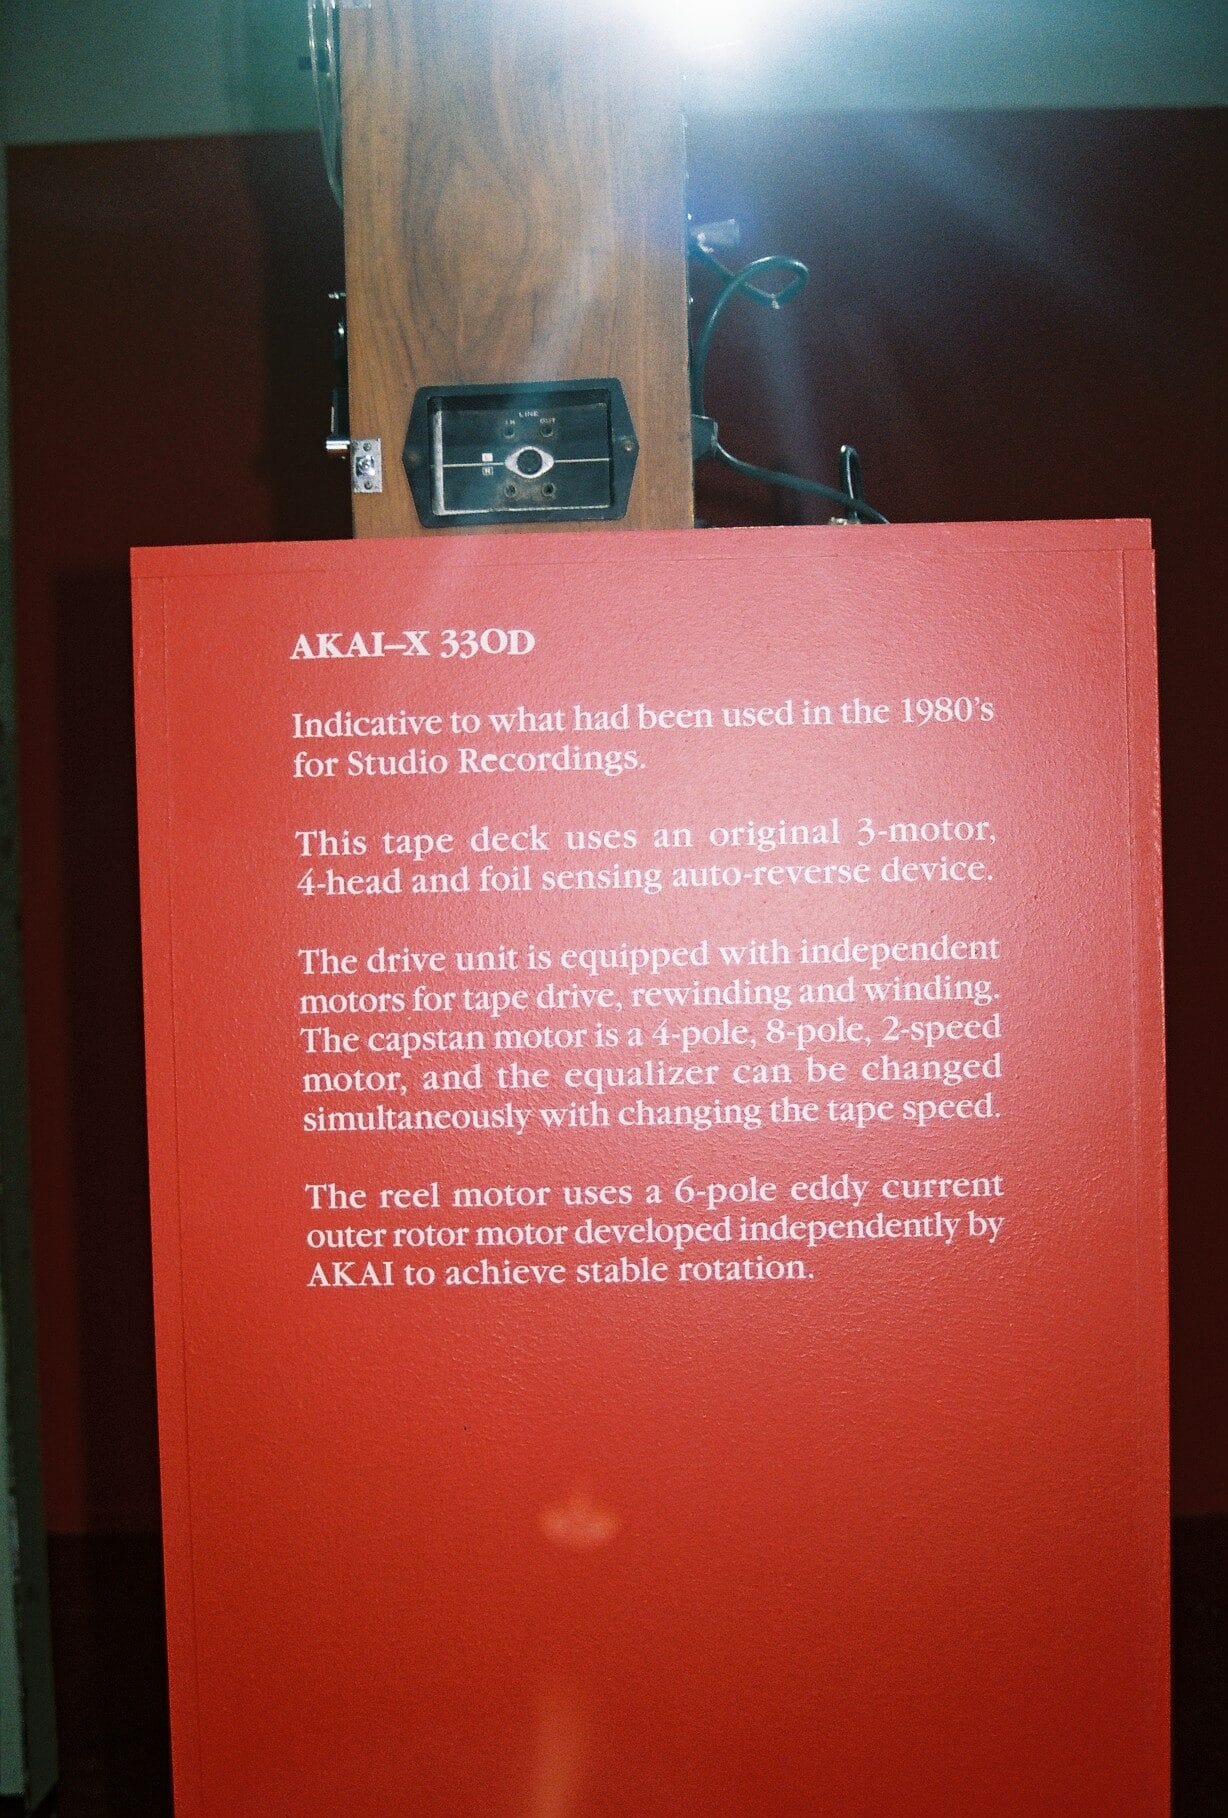 LINE
IN OUT
L
R
AKAI–X 330D
Indicative to what had been used in the 1980's
for Studio Recordings.
This tape deck uses an original 3-motor,
4-head and foil sensing auto-reverse device.
The drive unit is equipped with independent
motors for tape drive, rewinding and winding.
The capstan motor is a 4-pole, 8-pole, 2-speed
motor, and the equalizer can be changed
simultaneously with changing the tape speed.
The reel motor uses a 6-pole eddy current
outer rotor motor developed independently by
AKAI to achieve stable rotation.